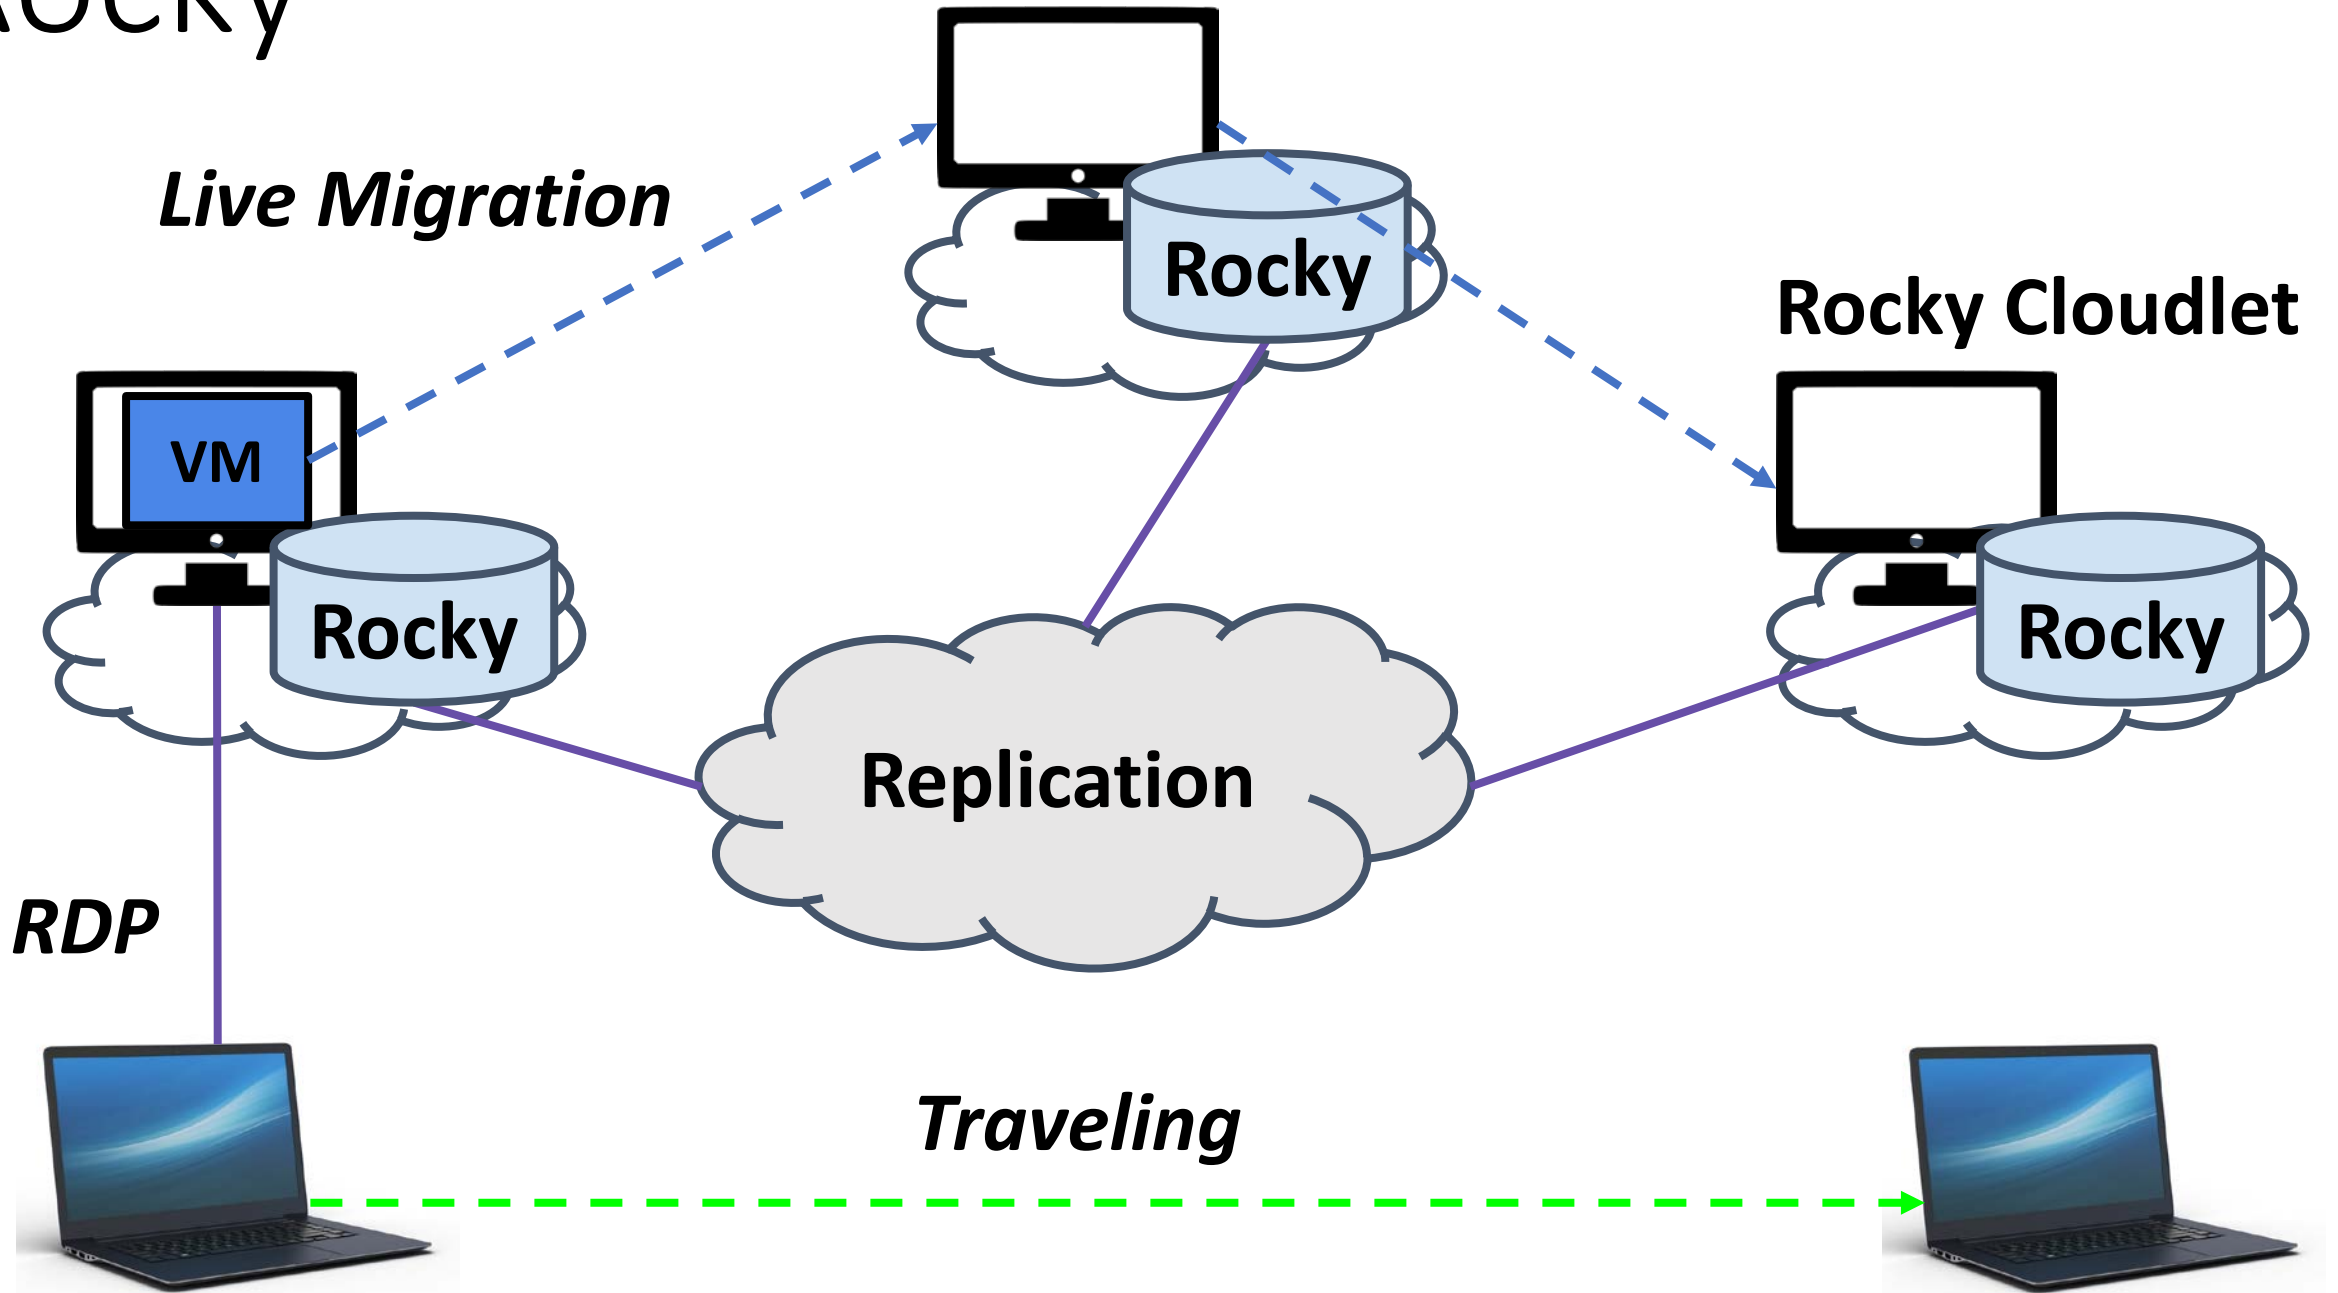 Live Migration
Rocky
Rocky Cloudlet
VM
Rocky
Rocky
Replication
RDP
Traveling